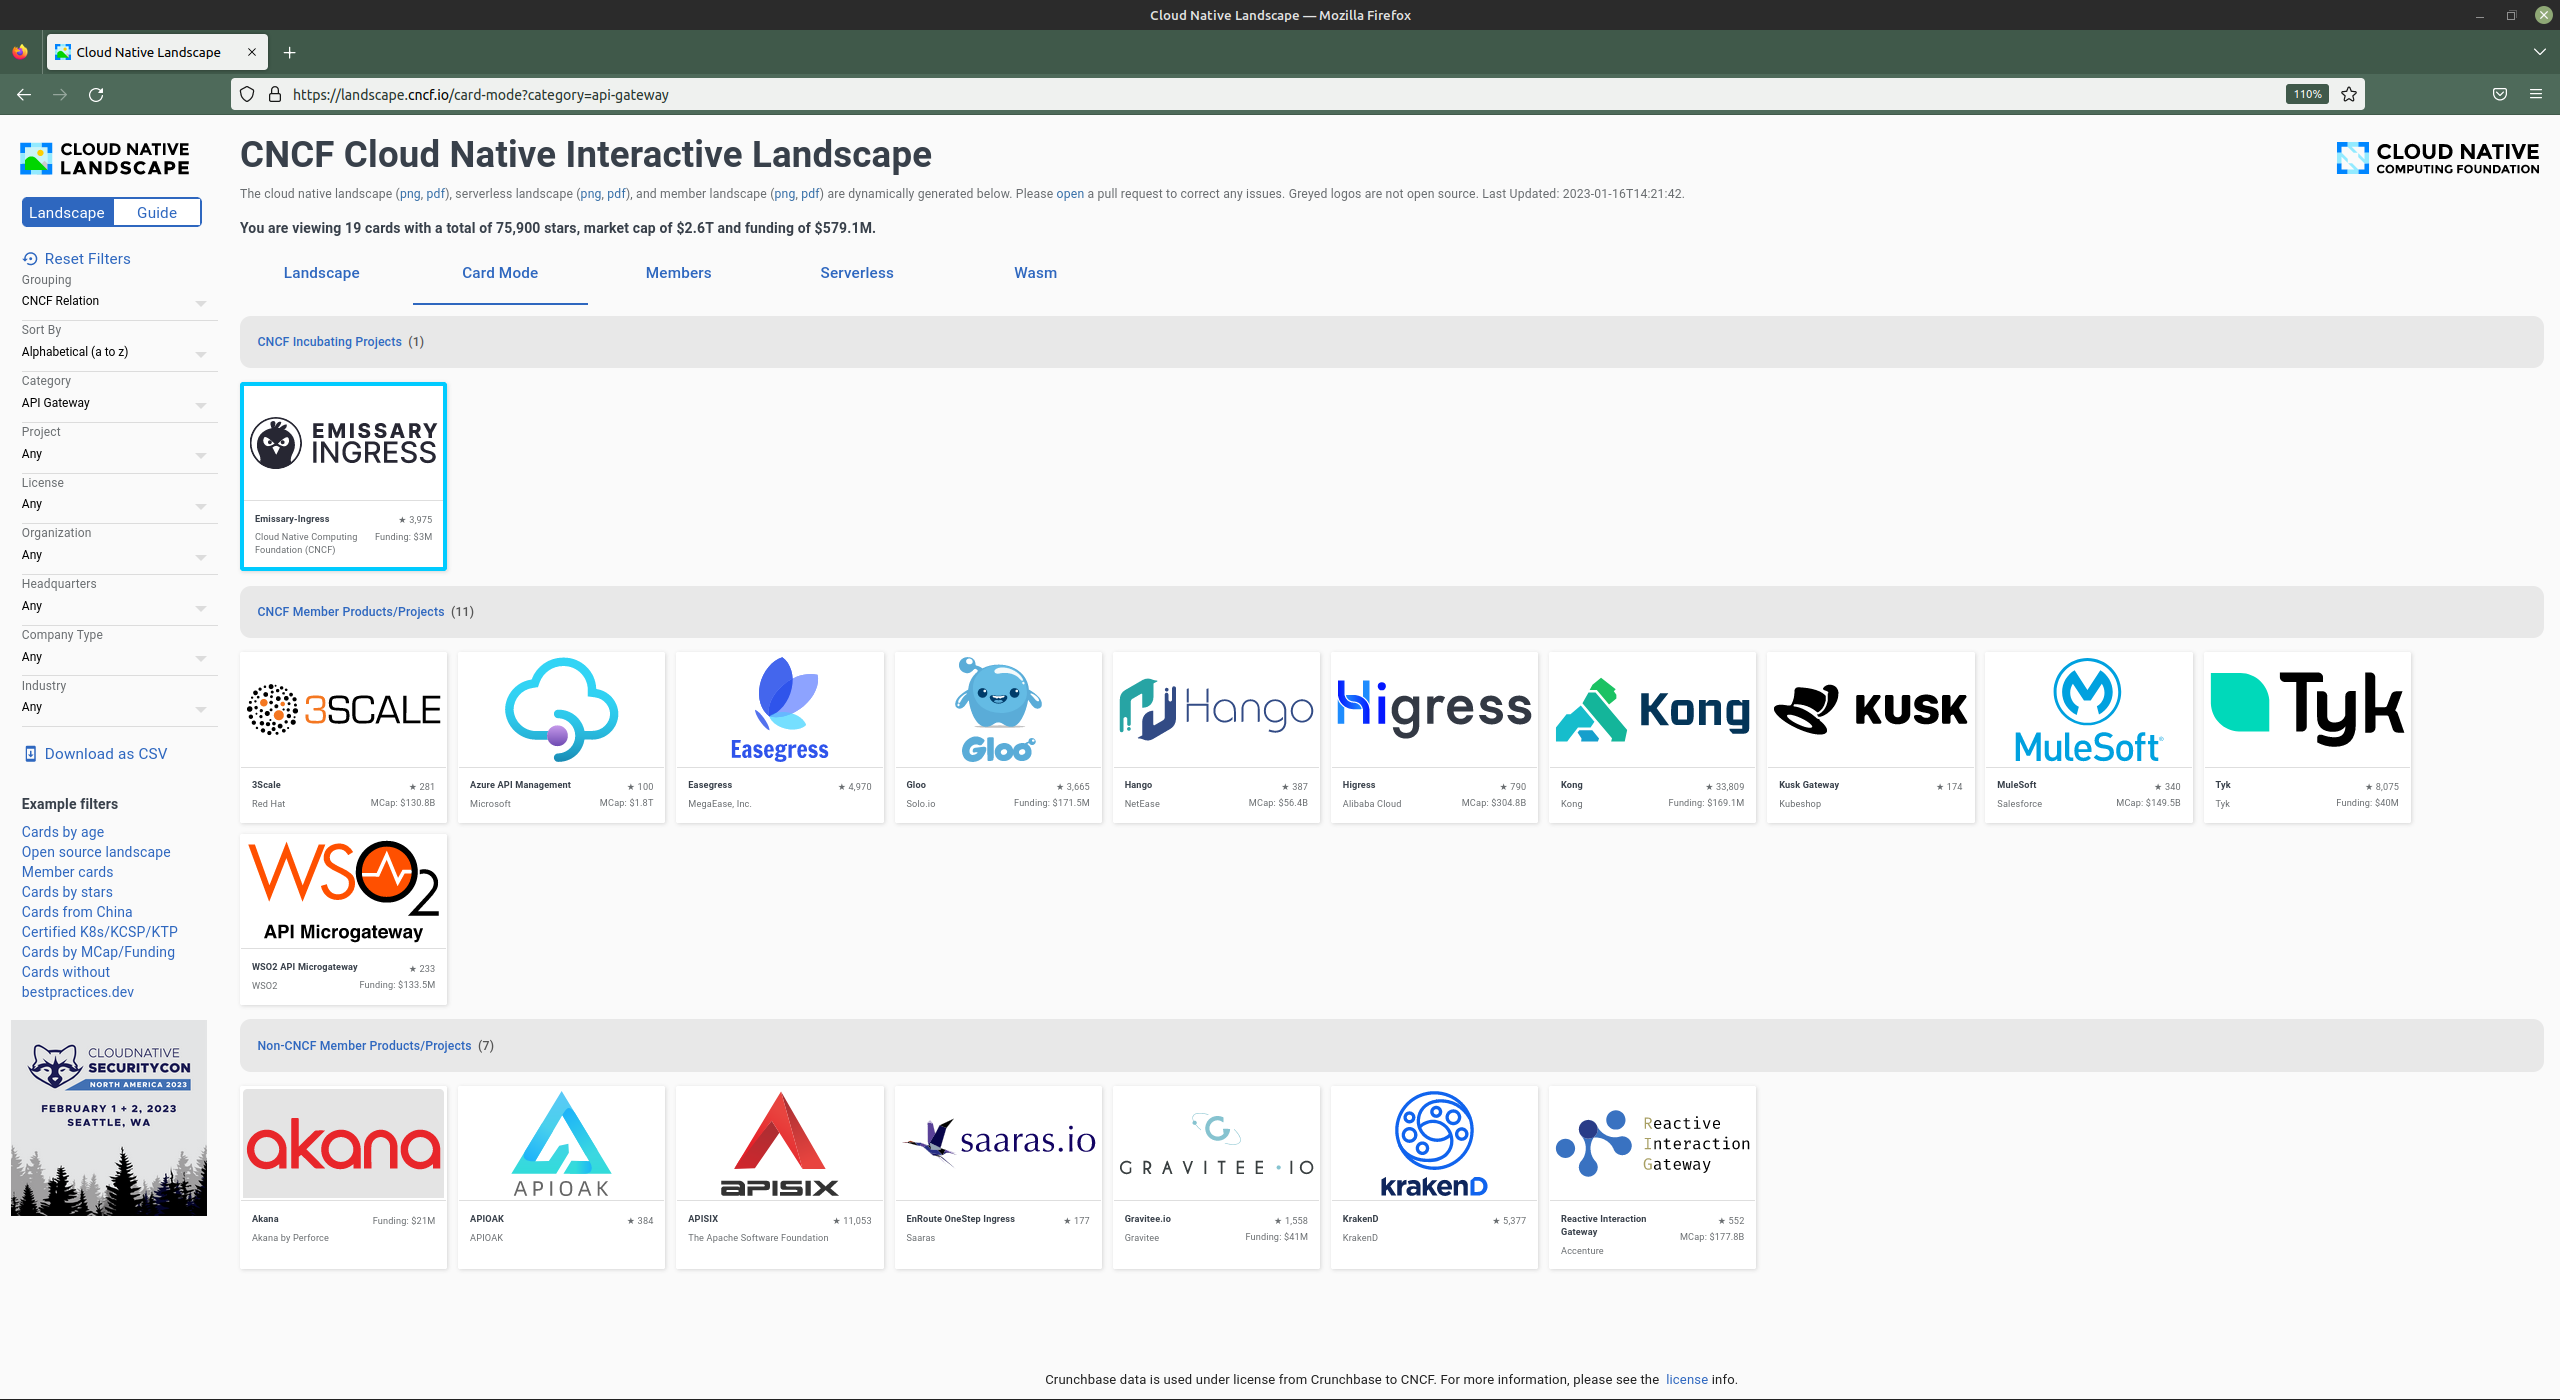 Cloud Native Landscape — Mozilla Firefox
Cloud Native Landscape
https://landscape.cncf.io/card-mode?category=api-gateway
110%
CLOUD NATIVE
LANDSCAPE
Landscape
Guide
Reset Filters
Grouping
CNCF Relation
Sort By
Alphabetical (a to z)
Category
API Gateway
Project
Any
License
Any
Organization
Any
Headquarters
Any
Company Type
Any
Industry
Any
Download as CSV
Example filters
Cards by age
Open source landscape
Member cards
Cards by stars
Cards from China
Certified K8s/KCSP/KTP
Cards by MCap/Funding
Cards without
bestpractices.dev
CLOUDNATIVE
SECURITYCON
NORTH AMERICA 2023
FEBRUARY 1 + 2, 2023
SEATTLE, WA
CNCF Cloud Native Interactive Landscape
CLOUD NATIVE
COMPUTING FOUNDATION
The cloud native landscape (png, pdf), serverless landscape (png, pdf), and member landscape (png, pdf) are dynamically generated below. Please open a pull request to correct any issues. Greyed logos are not open source. Last Updated: 2023-01-16T14:21:42.
You are viewing 19 cards with a total of 75,900 stars, market cap of $2.6T and funding of $579.1M.
Landscape
Card Mode
Members
Serverless
Wasm
CNCF Incubating Projects (1)
EMISSARY
INGRESS
Emissary-Ingress ★ 3,975
Cloud Native Computing Funding: $3M
Foundation (CNCF)
CNCF Member Products/Projects (11)
3SCALE
3Scale ★ 281
Red Hat MCap: $130.8B
Azure API Management ★ 100
Microsoft MCap: $1.8T
Easegress
Easegress ★ 4,970
MegaEase, Inc.
Gloo
Gloo ★ 3,665
Solo.io Funding: $171.5M
Hango
Hango ★ 387
NetEase MCap: $56.4B
Higress
Higress ★ 790
Alibaba Cloud MCap: $304.8B
Kong
Kong ★ 33,809
Kong Funding: $169.1M
KUSK
Kusk Gateway ★ 174
Kubeshop
MuleSoft
MuleSoft ★ 340
Salesforce MCap: $149.5B
Tyk
Tyk ★ 8,075
Tyk Funding: $40M
WSO2
API Microgateway
WSO2 API Microgateway ★ 233
WSO2 Funding: $133.5M
Non-CNCF Member Products/Projects (7)
akana
Akana Funding: $21M
Akana by Perforce
APIOAK
APIOAK ★ 384
APIOAK
APISIX
APISIX ★ 11,053
The Apache Software Foundation
saaras.io
EnRoute OneStep Ingress ★ 177
Saaras
GRAVITEE.IO
Gravitee.io ★ 1,558
Gravitee Funding: $41M
krakenD
KrakenD ★ 5,377
KrakenD
Reactive
Interaction
Gateway
Reactive Interaction ★ 552
Gateway MCap: $177.8B
Accenture
Crunchbase data is used under license from Crunchbase to CNCF. For more information, please see the license info.